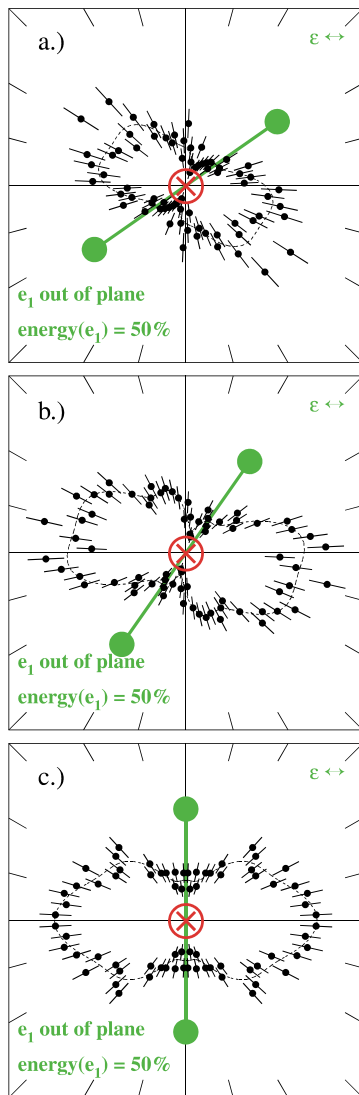 a.)
ε ↔
e₁ out of plane
energy(e₁) = 50%
b.)
ε ↔
e₁ out of plane
energy(e₁) = 50%
c.)
ε ↔
e₁ out of plane
energy(e₁) = 50%